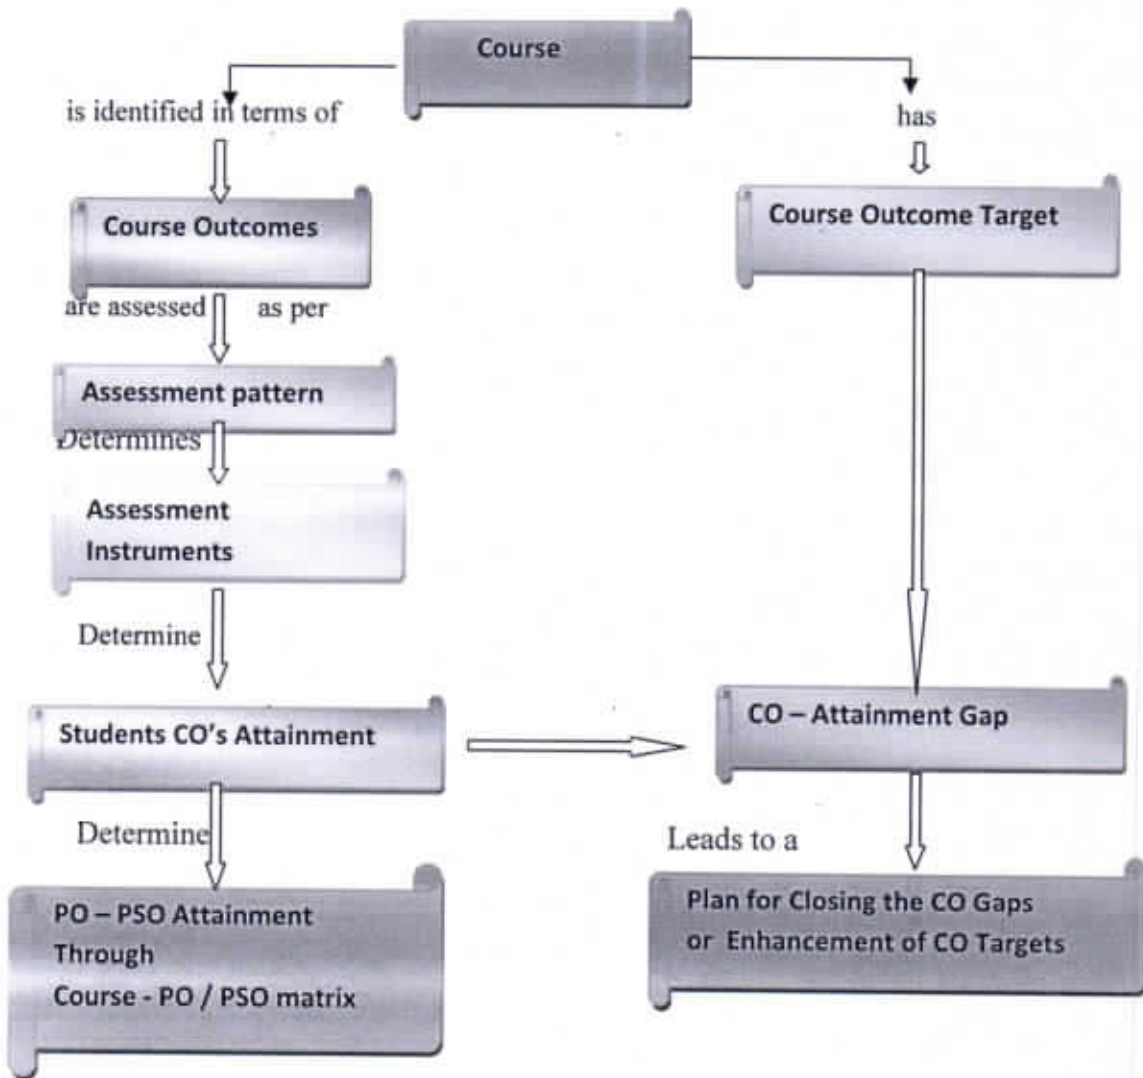 Course
is identified in terms of
has
Course Outcomes
Course Outcome Target
are assessed as per
Assessment pattern
Determines
Assessment
Instruments
Determine
Students CO's Attainment
CO – Attainment Gap
Determine
Leads to a
PO – PSO Attainment
Through
Course - PO / PSO matrix
Plan for Closing the CO Gaps
or Enhancement of CO Targets